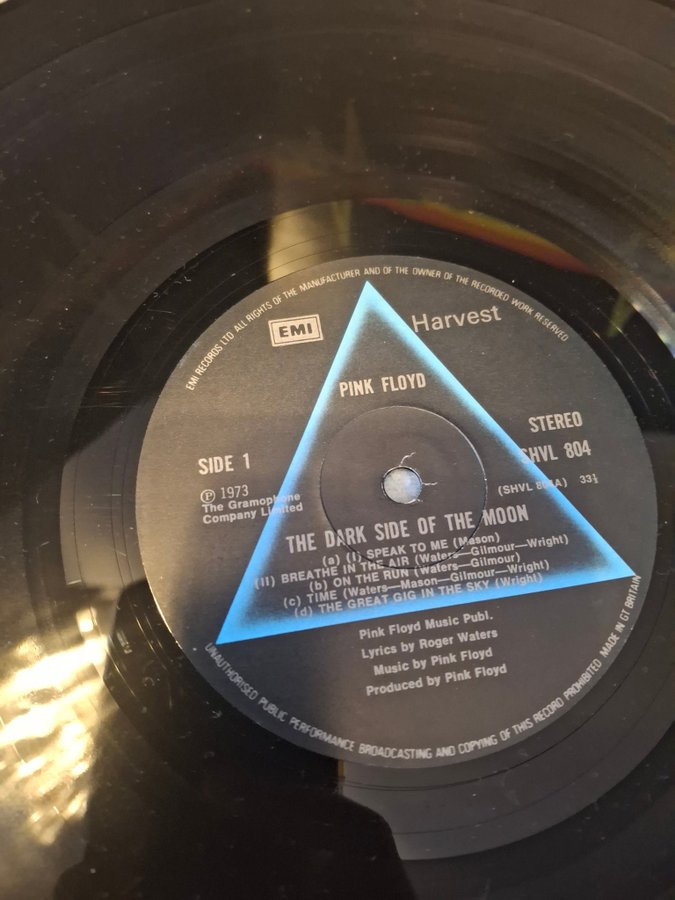 EMI RECORDS LTD ALL RIGHTS OF THE MANUFACTURER AND OF THE OWNER OF THE RECORDED WORK RESERVED
EMI
Harvest
PINK FLOYD
STEREO
SHVL 804
SIDE 1
(SHVL 804A) 33⅓
Ⓟ 1973
The Gramophone
Company Limited
THE DARK SIDE OF THE MOON
(a) (I) SPEAK TO ME (Mason)
(II) BREATHE IN THE AIR (Waters—Gilmour—Wright)
(b) ON THE RUN (Waters—Gilmour)
(c) TIME (Waters—Mason—Gilmour—Wright)
(d) THE GREAT GIG IN THE SKY (Wright)
Pink Floyd Music Publ.
Lyrics by Roger Waters
Music by Pink Floyd
Produced by Pink Floyd
UNAUTHORISED PUBLIC PERFORMANCE BROADCASTING AND COPYING OF THIS RECORD PROHIBITED MADE IN GT BRITAIN